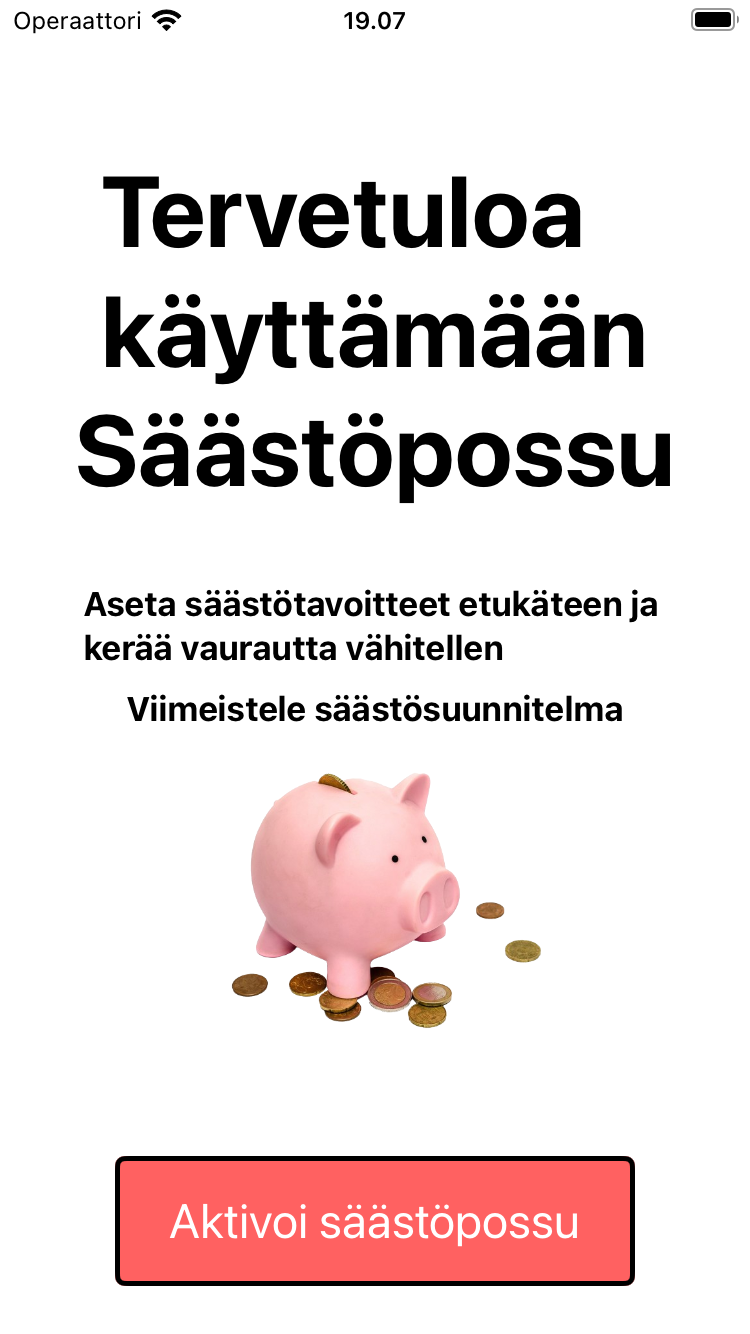 Operaattori 19.07
Tervetuloa
käyttämään
Säästöpossu
Aseta säästötavoitteet etukäteen ja
kerää vaurautta vähitellen
Viimeistele säästösuunnitelma
Aktivoi säästöpossu